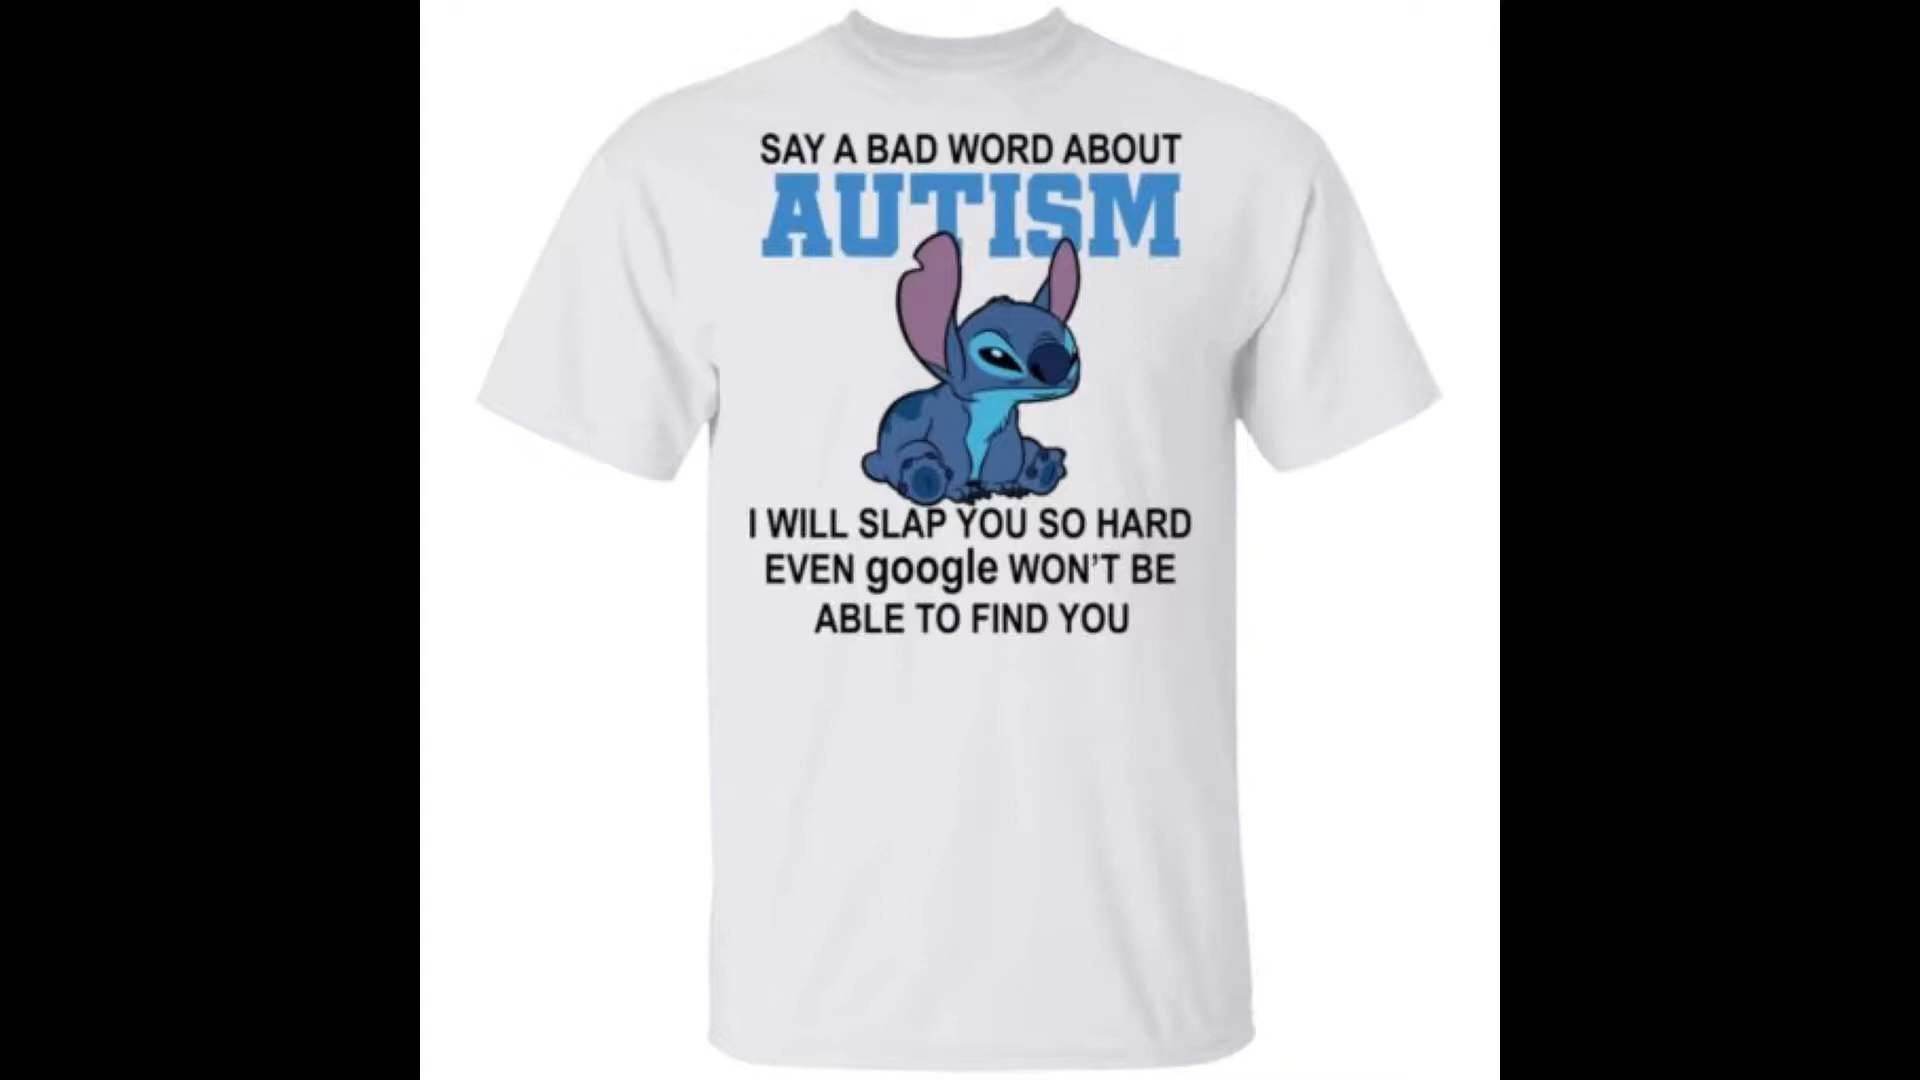 SAY A BAD WORD ABOUT
AUTISM
I WILL SLAP YOU SO HARD
EVEN google WON'T BE
ABLE TO FIND YOU